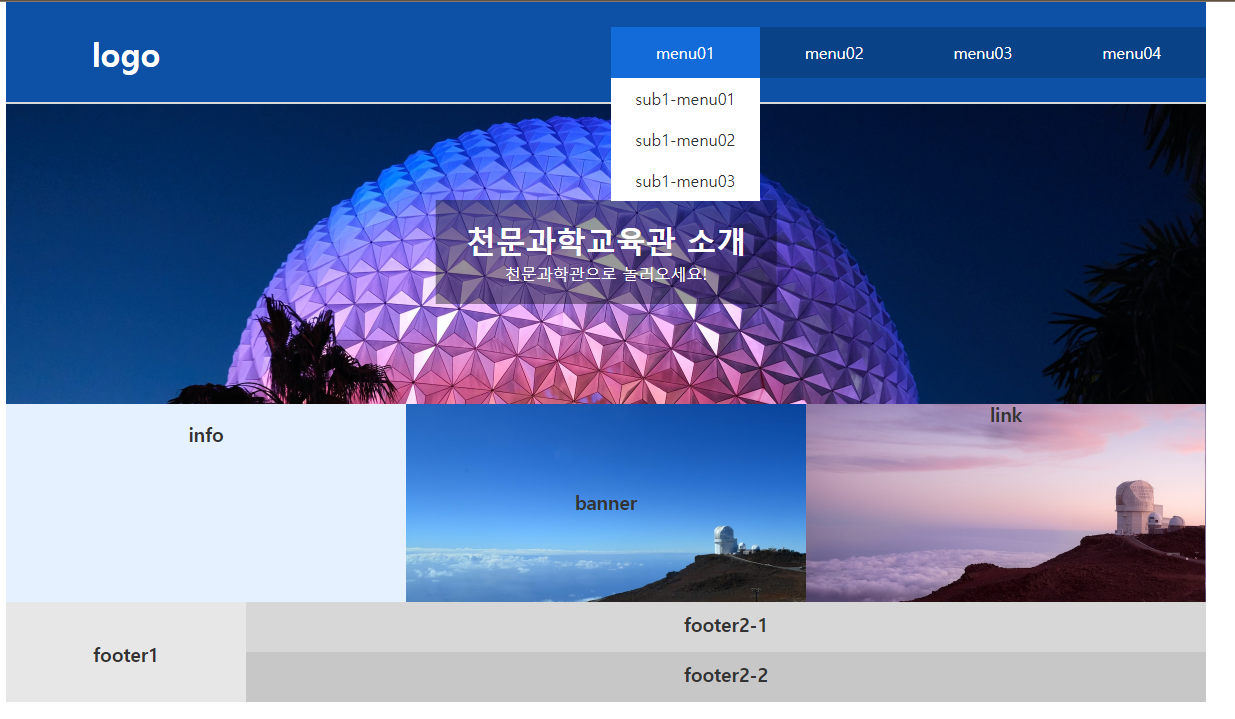 logo
menu01
menu02
menu03
menu04
sub1-menu01
sub1-menu02
sub1-menu03
천문과학교육관 소개
천문과학관으로 놀러오세요!
info
banner
link
footer1
footer2-1
footer2-2